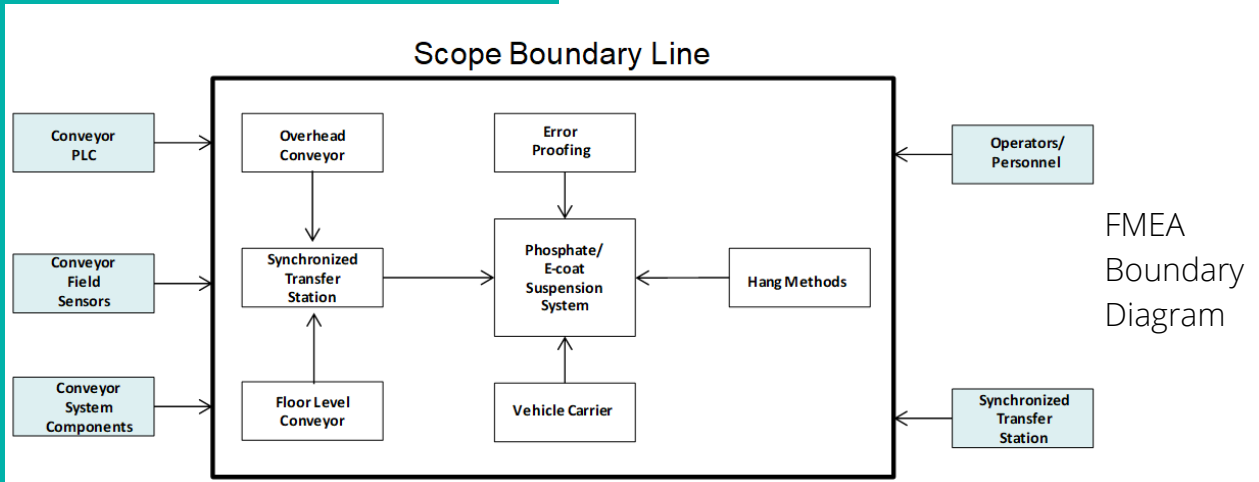 Scope Boundary Line
Conveyor
PLC
Overhead
Conveyor
Error
Proofing
Operators/
Personnel
Conveyor
Field
Sensors
Synchronized
Transfer
Station
Phosphate/
E-coat
Suspension
System
Hang Methods
FMEA
Boundary
Diagram
Conveyor
System
Components
Floor Level
Conveyor
Vehicle Carrier
Synchronized
Transfer
Station